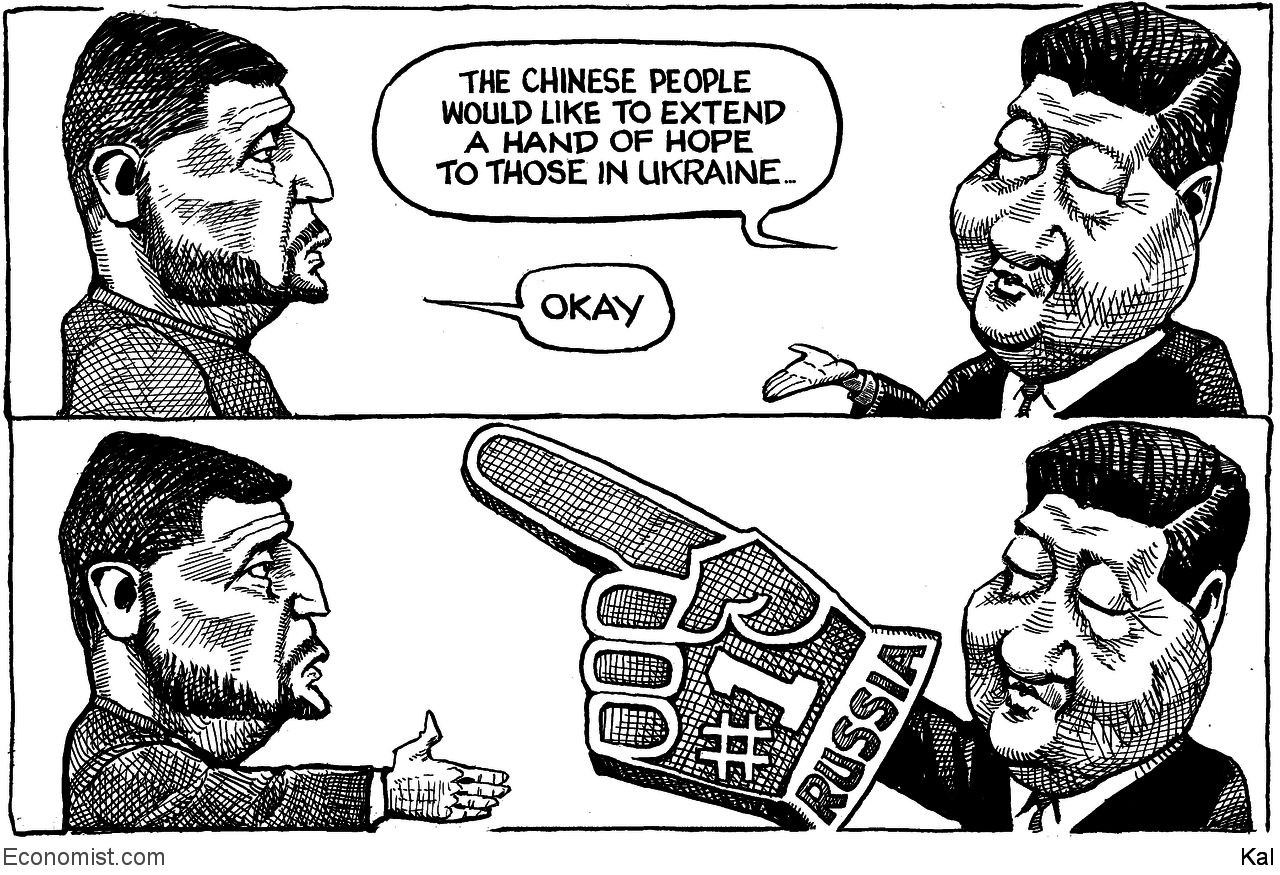 THE CHINESE PEOPLE
WOULD LIKE TO EXTEND
A HAND OF HOPE
TO THOSE IN UKRAINE...
OKAY
#1
RUSSIA
Economist.com
Kal